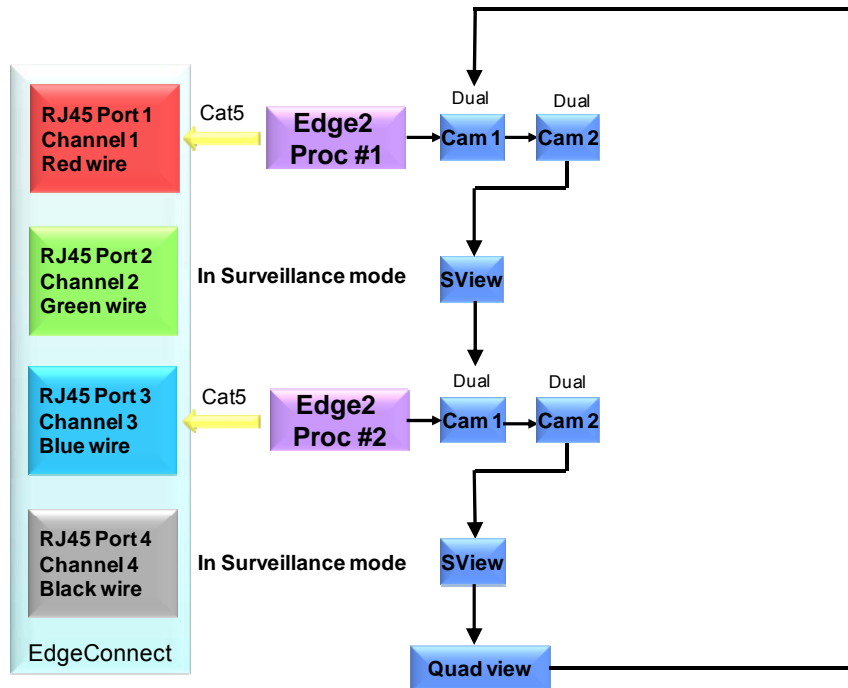 Dual
Dual
RJ45 Port 1
Channel 1
Red wire
Cat5
Edge2
Proc #1
Cam 1
Cam 2
RJ45 Port 2
Channel 2
Green wire
In Surveillance mode
SView
Dual
Dual
RJ45 Port 3
Channel 3
Blue wire
Cat5
Edge2
Proc #2
Cam 1
Cam 2
RJ45 Port 4
Channel 4
Black wire
In Surveillance mode
SView
EdgeConnect
Quad view